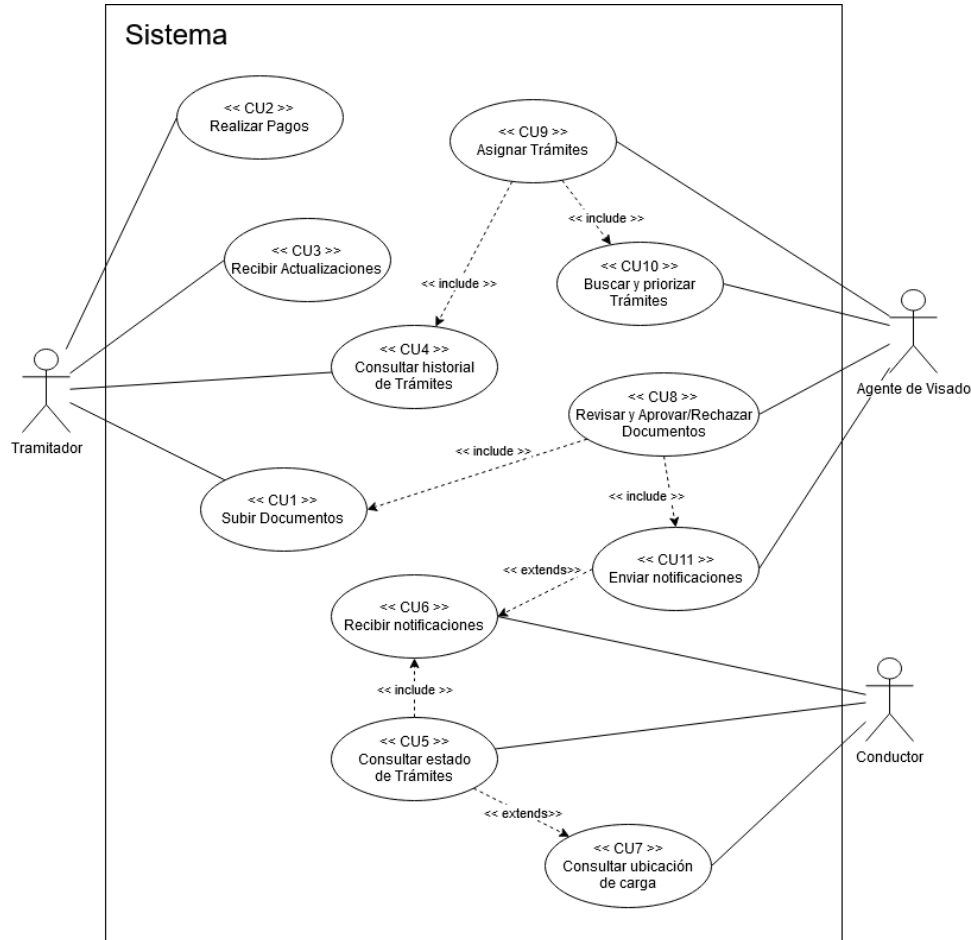 Sistema
<< CU2 >>
Realizar Pagos
<< CU9 >>
Asignar Trámites
<< include >>
<< CU3 >>
Recibir Actualizaciones
<< include >>
<< CU10 >>
Buscar y priorizar
Trámites
<< CU4 >>
Consultar historial
de Trámites
Tramitador
Agente de Visado
<< CU8 >>
Revisar y Aprovar/Rechazar
Documentos
<< include >>
<< include >>
<< CU1 >>
Subir Documentos
<< CU11 >>
Enviar notificaciones
<< extends>>
<< CU6 >>
Recibir notificaciones
<< include >>
<< CU5 >>
Consultar estado
de Trámites
Conductor
<< extends>>
<< CU7 >>
Consultar ubicación
de carga